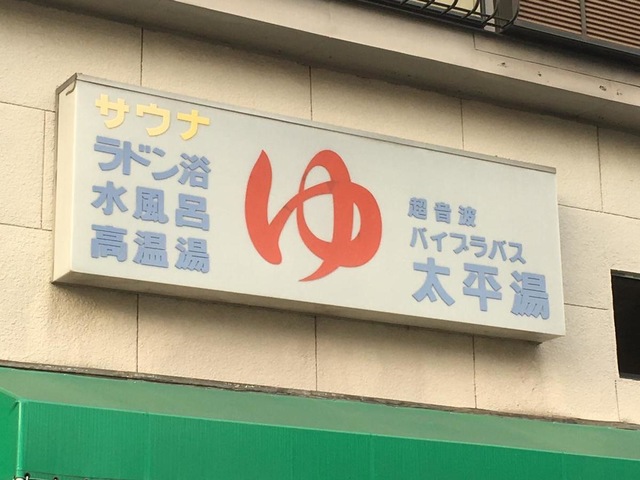 サウナ
ラドン浴
水風呂
高温湯
ゆ
超音波
バイブラバス
太平湯